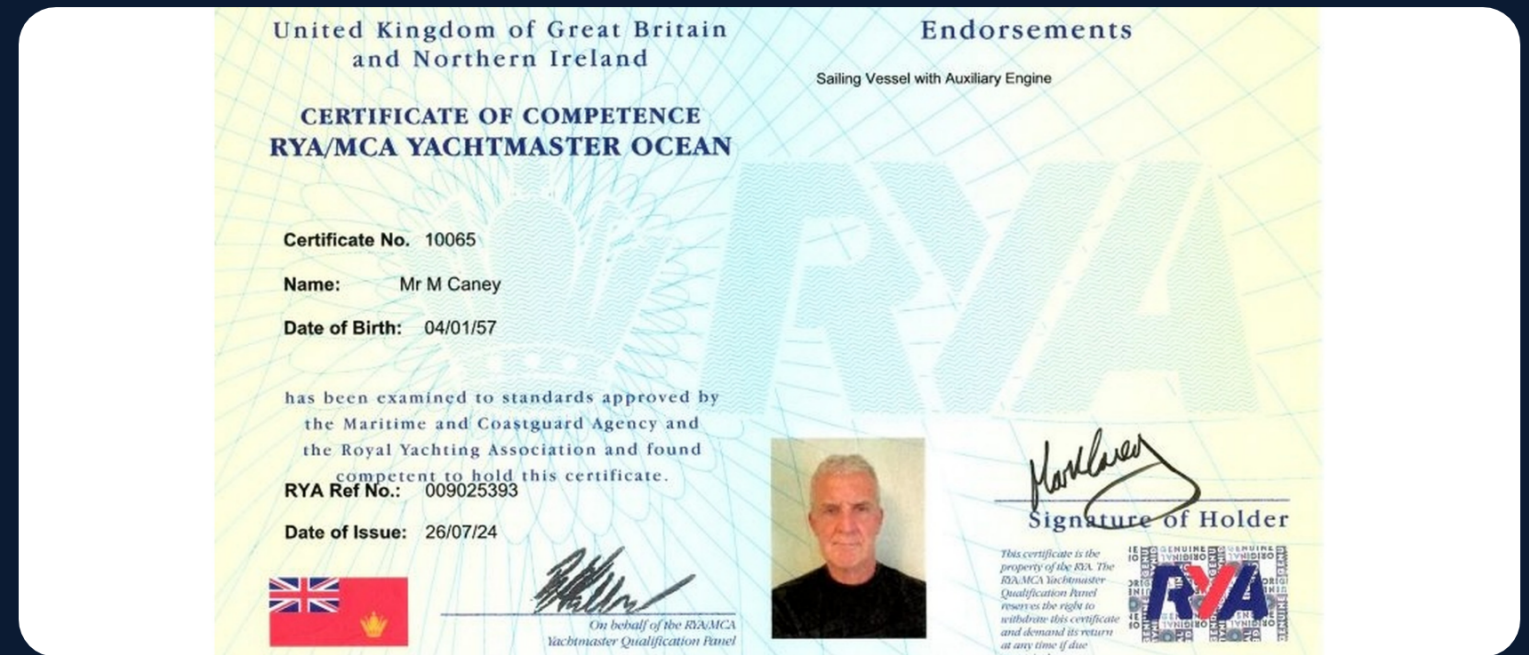 United Kingdom of Great Britain
and Northern Ireland
CERTIFICATE OF COMPETENCE
RYA/MCA YACHTMASTER OCEAN
Certificate No. 10065
Name: Mr M Caney
Date of Birth: 04/01/57
has been examined to standards approved by
the Maritime and Coastguard Agency and
the Royal Yachting Association and found
competent to hold this certificate.
RYA Ref No.: 009025393
Date of Issue: 26/07/24
On behalf of the RYA/MCA
Yachtmaster Qualification Panel
Endorsements
Sailing Vessel with Auxiliary Engine
RYA
Mark Caney
Signature of Holder
This certificate is the
property of the RYA. The
RYA/MCA Yachtmaster
Qualification Panel
reserves the right to
withdraw this certificate
and demand its return
at any time if due
RYA
GENUINE